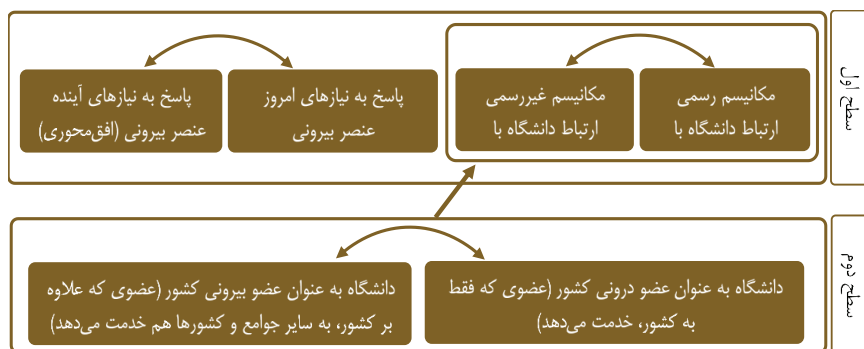 سطح اول
مکانیسم رسمی
ارتباط دانشگاه با
مکانیسم غیررسمی
ارتباط دانشگاه با
پاسخ به نیازهای امروز
عنصر بیرونی
پاسخ به نیازهای آینده
عنصر بیرونی (افق‌محوری)
سطح دوم
دانشگاه به عنوان عضو درونی کشور (عضوی که فقط
به کشور، خدمت می‌دهد)
دانشگاه به عنوان عضو بیرونی کشور (عضوی که علاوه
بر کشور، به سایر جوامع و کشورها هم خدمت می‌دهد)